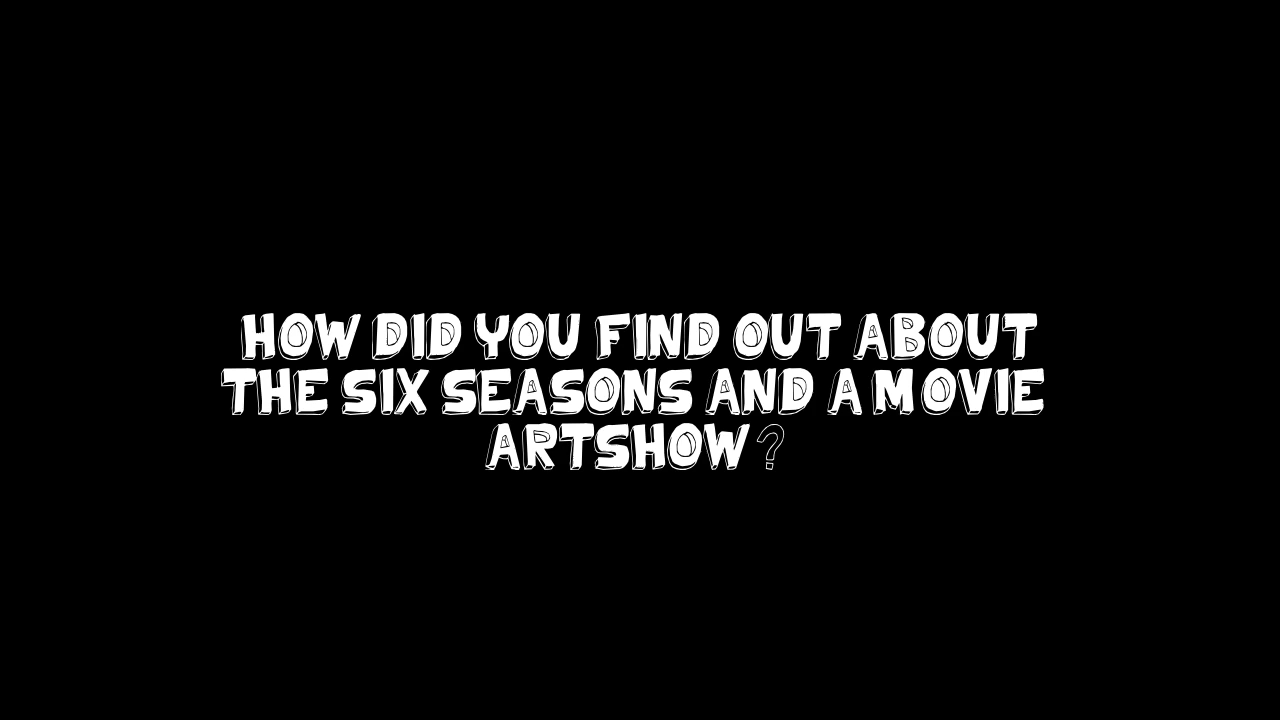 HOW DID YOU FIND OUT ABOUT
THE SIX SEASONS AND A MOVIE
ARTSHOW?